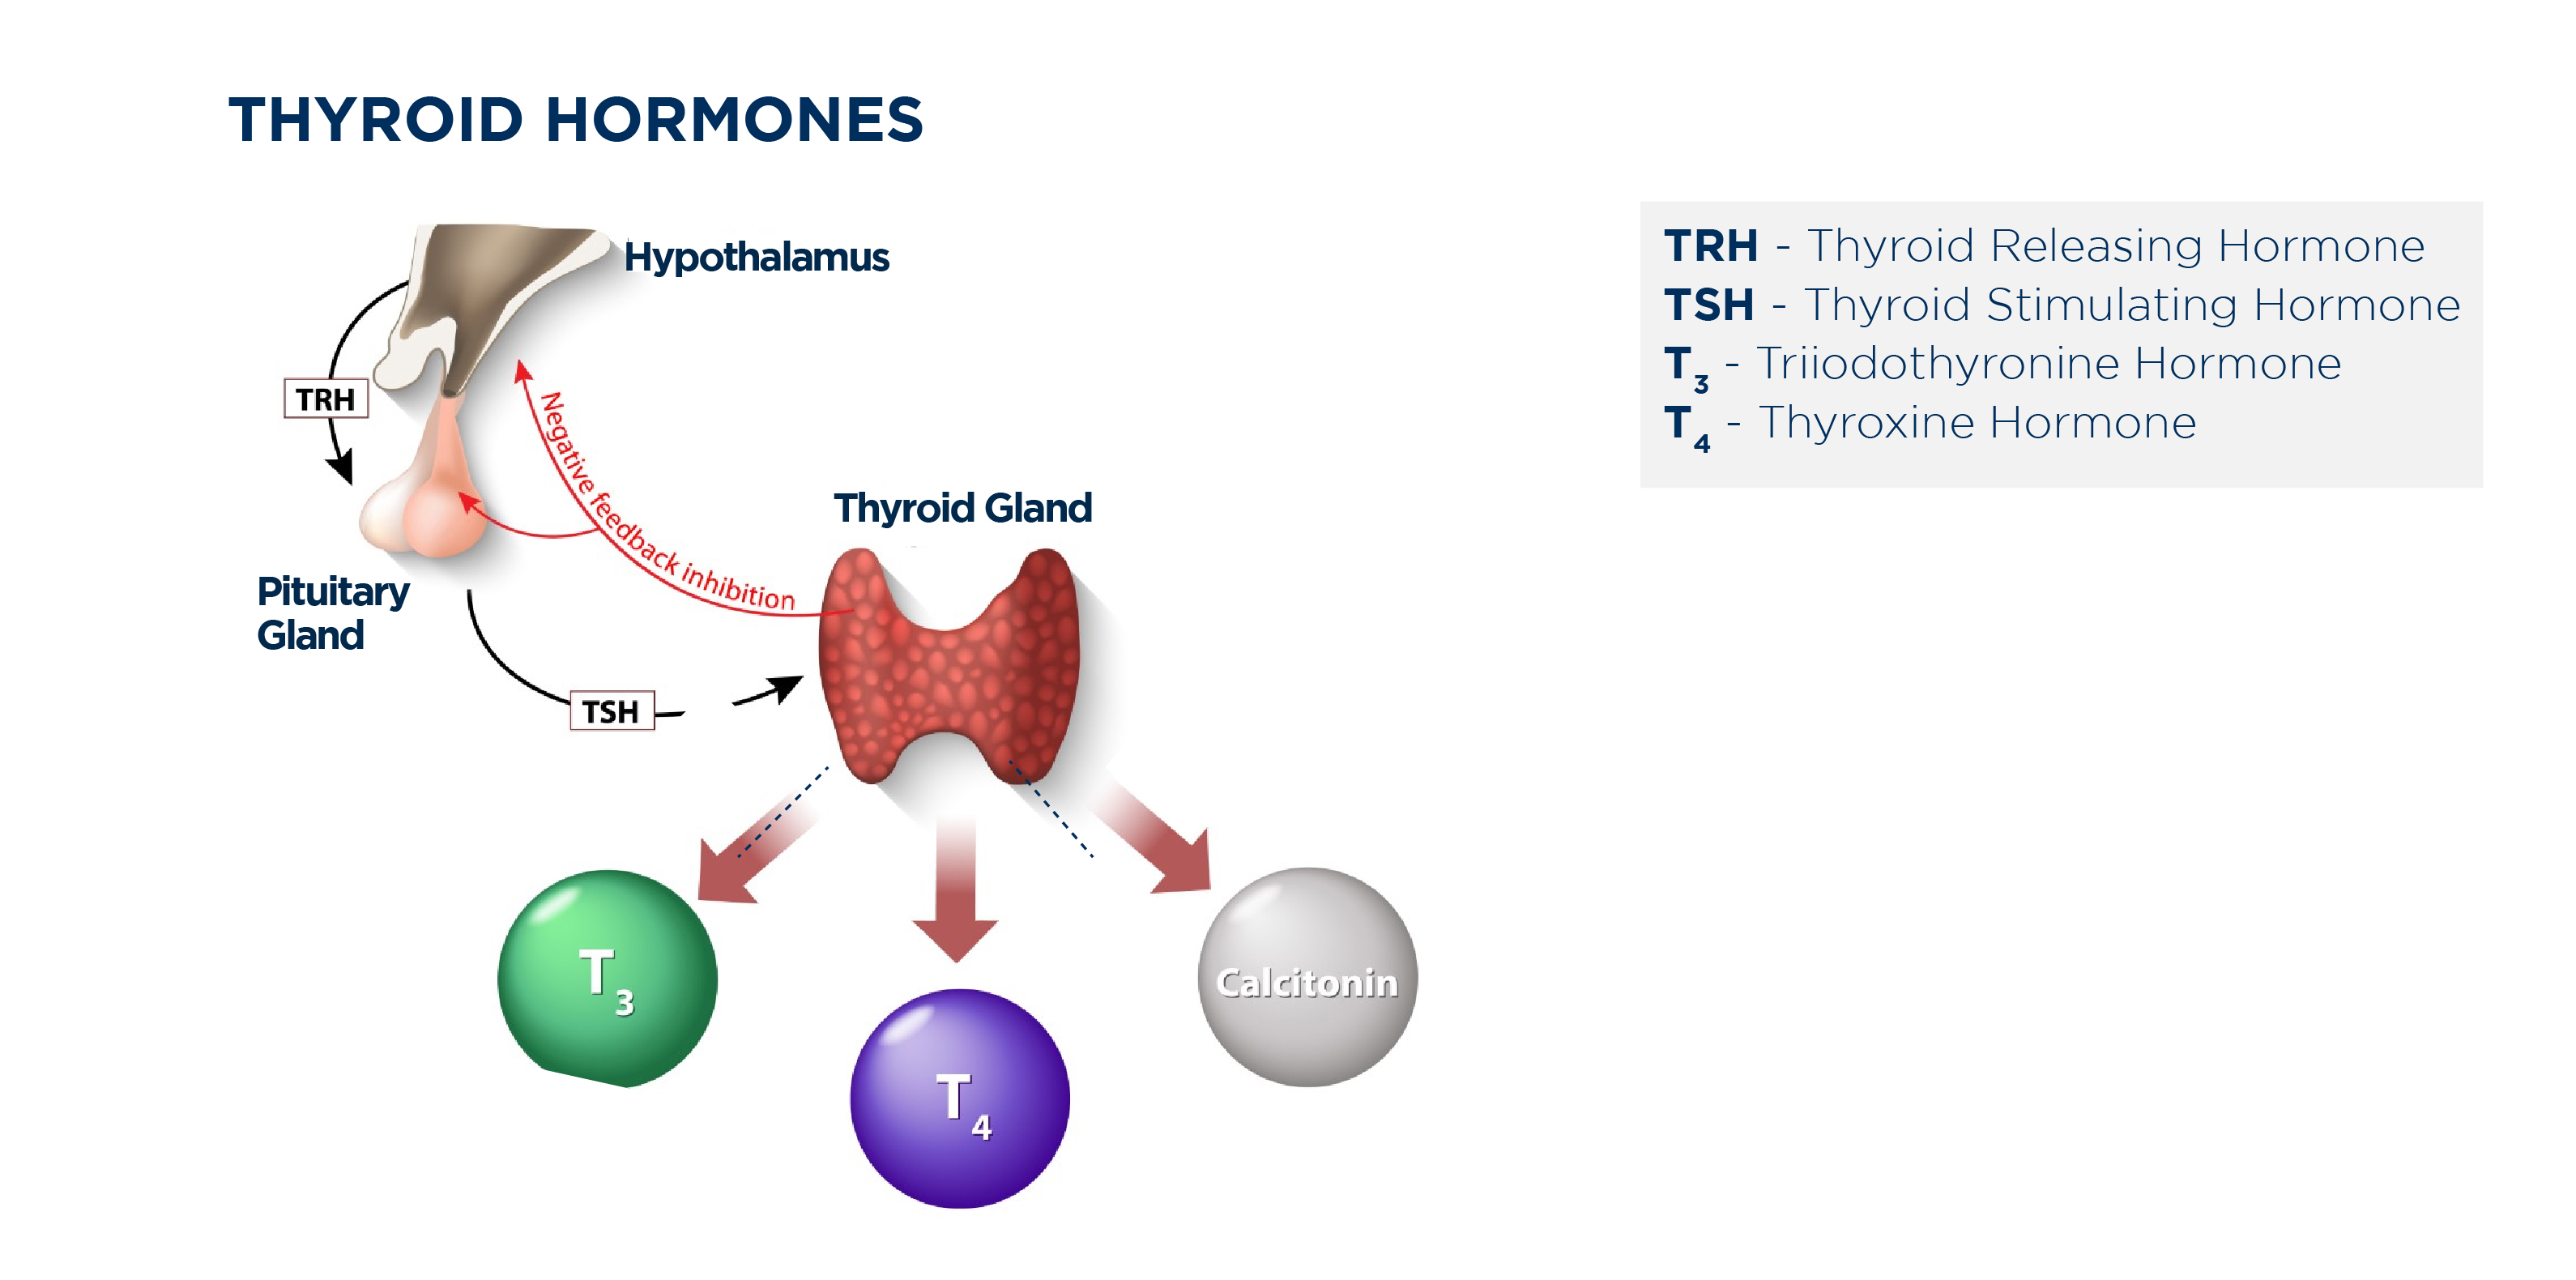 THYROID HORMONES
Hypothalamus
TRH
Negative feedback inhibition
Pituitary
Gland
Thyroid Gland
TSH
T3
T4
Calcitonin
TRH - Thyroid Releasing Hormone
TSH - Thyroid Stimulating Hormone
T3 - Triiodothyronine Hormone
T4 - Thyroxine Hormone